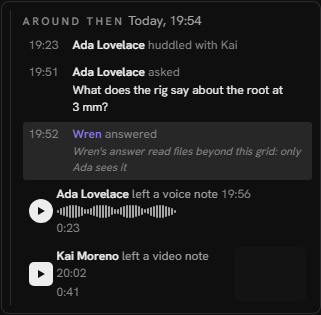 AROUND THEN Today, 19:54
19:23 Ada Lovelace huddled with Kai
19:51 Ada Lovelace asked
What does the rig say about the root at
3 mm?
19:52 Wren answered
Wren's answer read files beyond this grid: only
Ada sees it
Ada Lovelace left a voice note 19:56
0:23
Kai Moreno left a video note
20:02
0:41